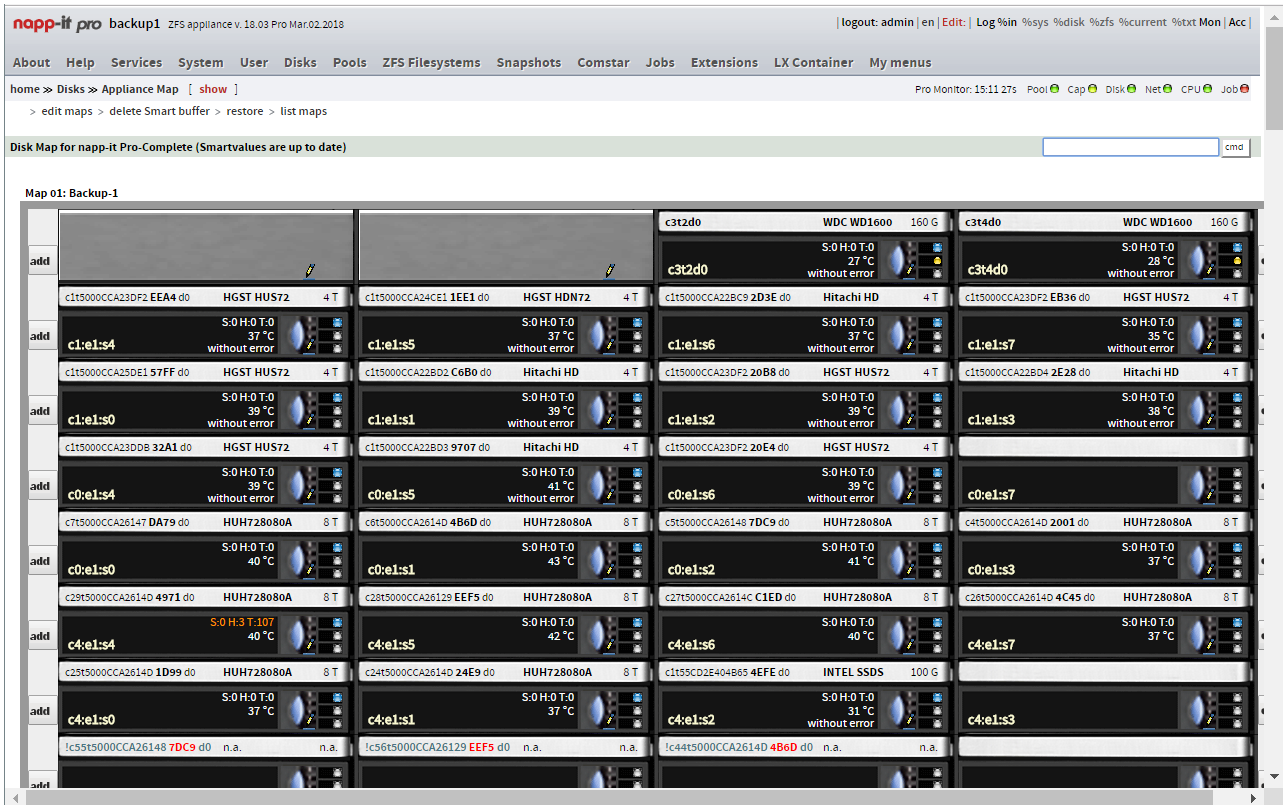 napp-it pro backup1 ZFS appliance v. 18.03 Pro Mar.02.2018 | logout: admin | en | Edit: | Log %in %sys %disk %zfs %current %txt Mon | Acc |
About Help Services System User Disks Pools ZFS Filesystems Snapshots Comstar Jobs Extensions LX Container My menus
home » Disks » Appliance Map [ show ] Pro Monitor: 15:11 27s Pool Cap Disk Net CPU Job
> edit maps > delete Smart buffer > restore > list maps
Disk Map for napp-it Pro-Complete (Smartvalues are up to date) cmd
Map 01: Backup-1
c3t2d0 WDC WD1600 160 G c3t4d0 WDC WD1600 160 G
S:0 H:0 T:0 S:0 H:0 T:0
add 27 °C 28 °C
c3t2d0 without error c3t4d0 without error
c1t5000CCA23DF2 EEA4 d0 HGST HUS72 4 T c1t5000CCA24CE1 1EE1 d0 HGST HDN72 4 T c1t5000CCA22BC9 2D3E d0 Hitachi HD 4 T c1t5000CCA23DF2 EB36 d0 HGST HUS72 4 T
S:0 H:0 T:0 S:0 H:0 T:0 S:0 H:0 T:0 S:0 H:0 T:0
add 37 °C 37 °C 37 °C 35 °C
c1:e1:s4 without error c1:e1:s5 without error c1:e1:s6 without error c1:e1:s7 without error
c1t5000CCA25DE1 57FF d0 HGST HUS72 4 T c1t5000CCA22BD2 C6B0 d0 Hitachi HD 4 T c1t5000CCA23DF2 20B8 d0 HGST HUS72 4 T c1t5000CCA22BD4 2E28 d0 Hitachi HD 4 T
S:0 H:0 T:0 S:0 H:0 T:0 S:0 H:0 T:0 S:0 H:0 T:0
add 39 °C 39 °C 39 °C 38 °C
c1:e1:s0 without error c1:e1:s1 without error c1:e1:s2 without error c1:e1:s3 without error
c1t5000CCA23DDB 32A1 d0 HGST HUS72 4 T c1t5000CCA22BD3 9707 d0 Hitachi HD 4 T c1t5000CCA23DF2 20E4 d0 HGST HUS72 4 T
S:0 H:0 T:0 S:0 H:0 T:0 S:0 H:0 T:0
add 39 °C 41 °C 39 °C
c0:e1:s4 without error c0:e1:s5 without error c0:e1:s6 without error c0:e1:s7
c7t5000CCA26147 DA79 d0 HUH728080A 8 T c6t5000CCA2614D 4B6D d0 HUH728080A 8 T c5t5000CCA26148 7DC9 d0 HUH728080A 8 T c4t5000CCA2614D 2001 d0 HUH728080A 8 T
S:0 H:0 T:0 S:0 H:0 T:0 S:0 H:0 T:0 S:0 H:0 T:0
add 40 °C 43 °C 41 °C 37 °C
c0:e1:s0 c0:e1:s1 c0:e1:s2 c0:e1:s3
c29t5000CCA2614D 4971 d0 HUH728080A 8 T c28t5000CCA26129 EEF5 d0 HUH728080A 8 T c27t5000CCA2614C C1ED d0 HUH728080A 8 T c26t5000CCA2614D 4C45 d0 HUH728080A 8 T
S:0 H:3 T:107 S:0 H:0 T:0 S:0 H:0 T:0 S:0 H:0 T:0
add 40 °C 42 °C 40 °C 37 °C
c4:e1:s4 c4:e1:s5 c4:e1:s6 c4:e1:s7
c25t5000CCA2614D 1D99 d0 HUH728080A 8 T c24t5000CCA2614D 24E9 d0 HUH728080A 8 T c1t55CD2E404B65 4EFE d0 INTEL SSDS 100 G
S:0 H:0 T:0 S:0 H:0 T:0 S:0 H:0 T:0
add 37 °C 37 °C 31 °C
c4:e1:s0 c4:e1:s1 c4:e1:s2 without error c4:e1:s3
!c55t5000CCA26148 7DC9 d0 n.a. n.a. !c56t5000CCA26129 EEF5 d0 n.a. n.a. !c44t5000CCA2614D 4B6D d0 n.a. n.a.
add